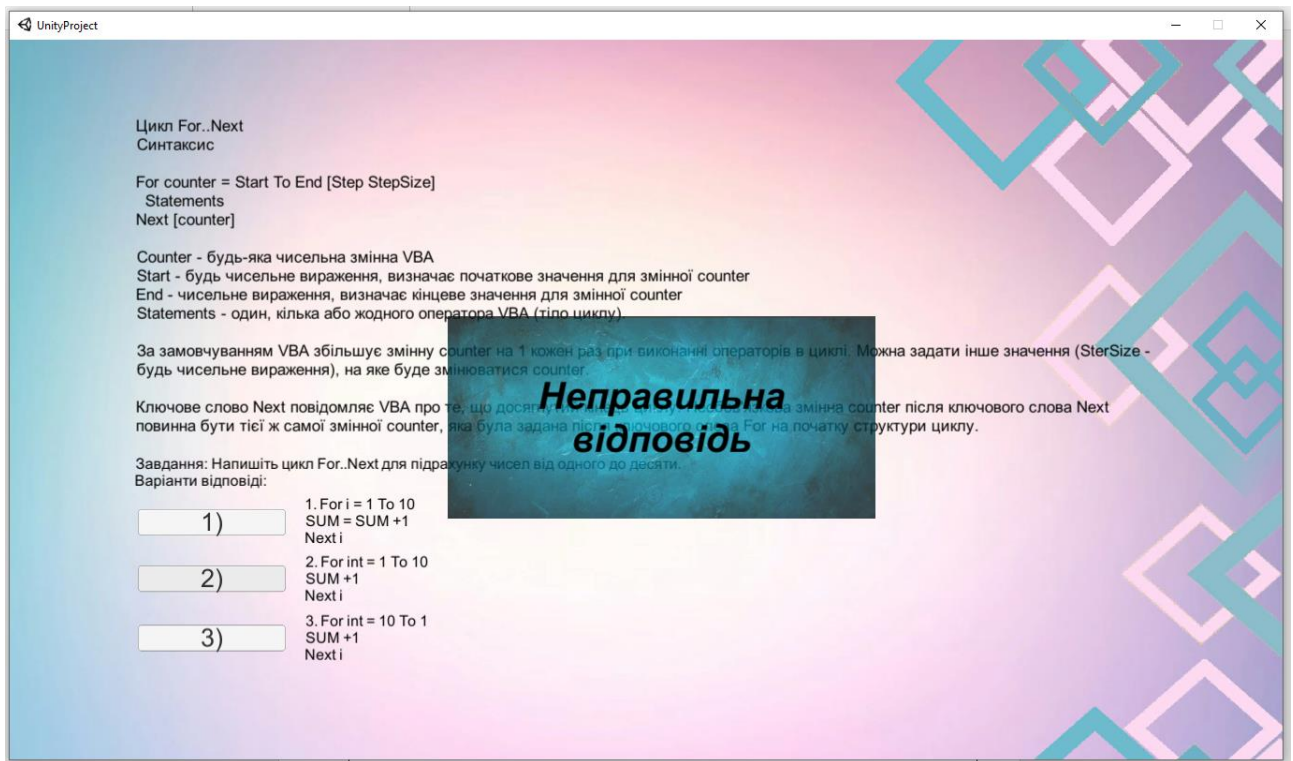 UnityProject
Цикл For..Next
Синтаксис
For counter = Start To End [Step StepSize]
Statements
Next [counter]
Counter - будь-яка чисельна змінна VBA
Start - будь чисельне вираження, визначає початкове значення для змінної counter
End - чисельне вираження, визначає кінцеве значення для змінної counter
Statements - один, кілька або жодного оператора VBA (тіло циклу).
За замовчуванням VBA збільшує змінну counter на 1 кожен раз при виконанні операторів в циклі. Можна задати інше значення (SterSize -
будь чисельне вираження), на яке буде змінюватися counter.
Ключове слово Next повідомляє VBA про те, що змінна counter після ключового слова Next
повинна бути тієї ж самої змінної counter, яка була задана після ключового слова For на початку структури циклу.
Неправильна
відповідь
Завдання: Напишіть цикл For..Next для підрахунку чисел від одного до десяти.
Варіанти відповіді:
1)
1. For i = 1 To 10
SUM = SUM +1
Next i
2)
2. For int = 1 To 10
SUM +1
Next i
3)
3. For int = 10 To 1
SUM +1
Next i